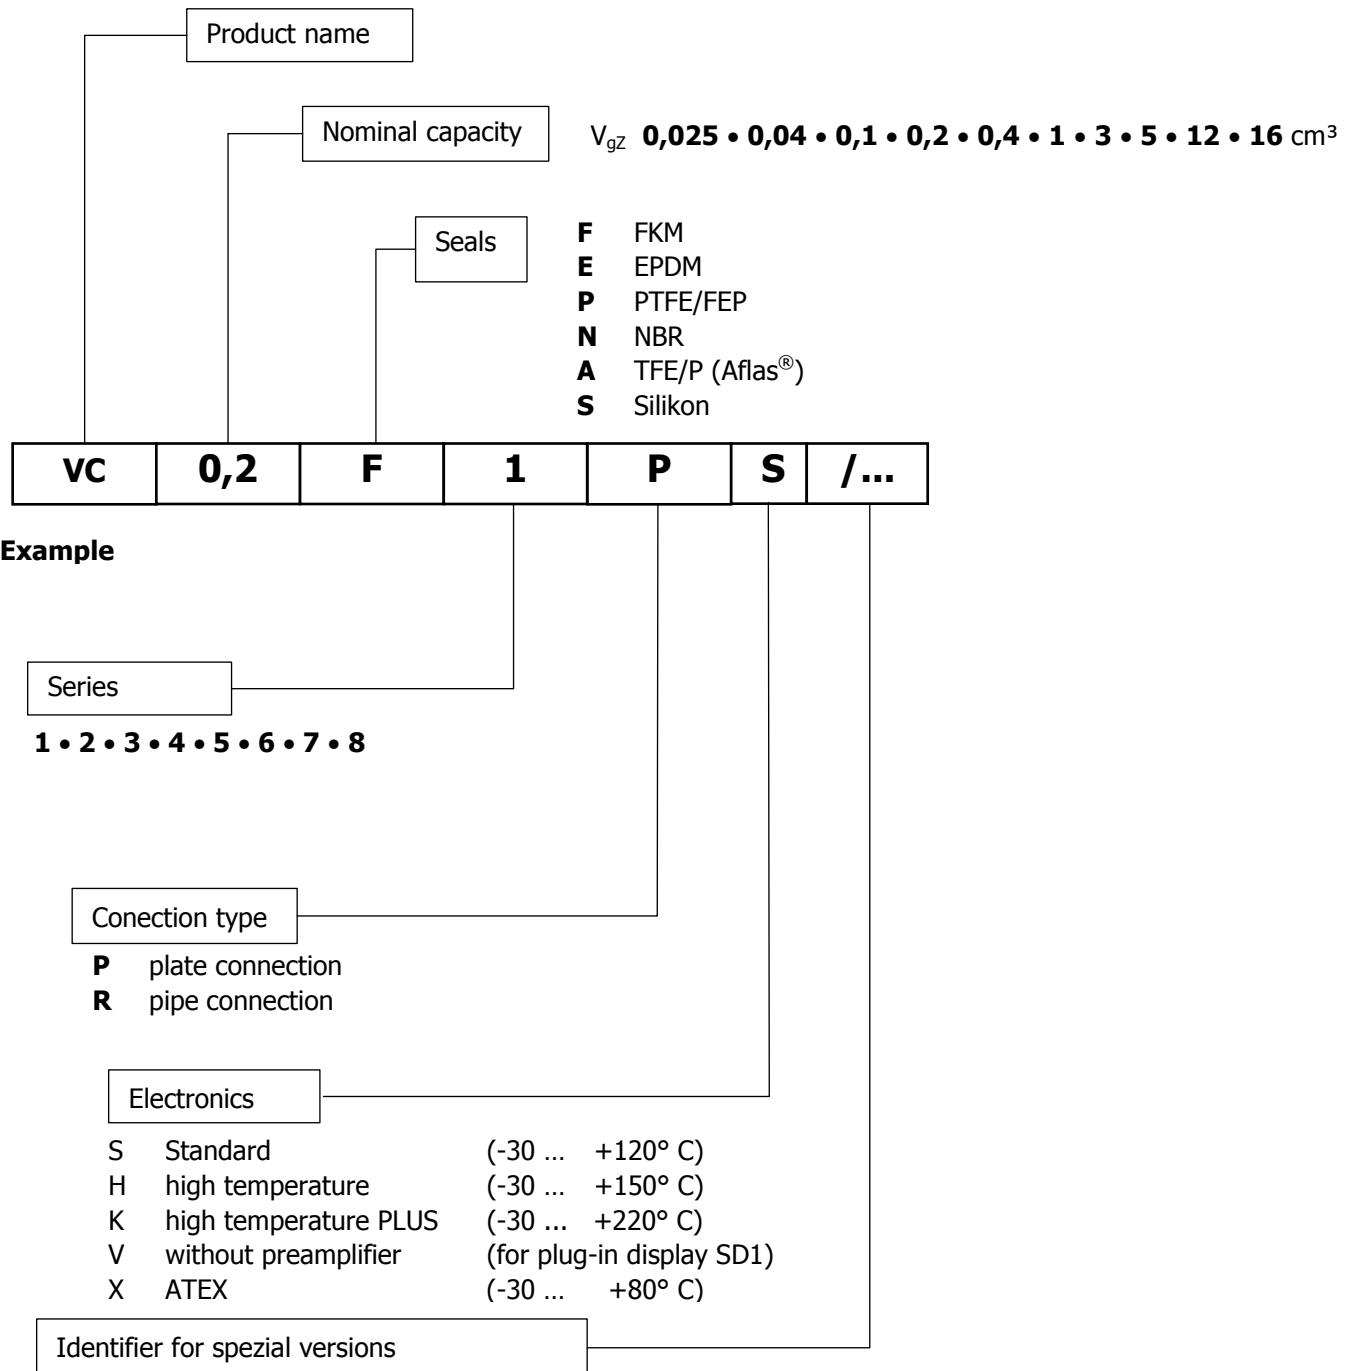 Product name
Nominal capacity V_gZ 0,025 • 0,04 • 0,1 • 0,2 • 0,4 • 1 • 3 • 5 • 12 • 16 cm³
Seals
F FKM
E EPDM
P PTFE/FEP
N NBR
A TFE/P (Aflas®)
S Silikon
VC 0,2 F 1 P S /...
Example
Series
1 • 2 • 3 • 4 • 5 • 6 • 7 • 8
Conection type
P plate connection
R pipe connection
Electronics
S Standard (-30 ... +120° C)
H high temperature (-30 ... +150° C)
K high temperature PLUS (-30 ... +220° C)
V without preamplifier (for plug-in display SD1)
X ATEX (-30 ... +80° C)
Identifier for spezial versions